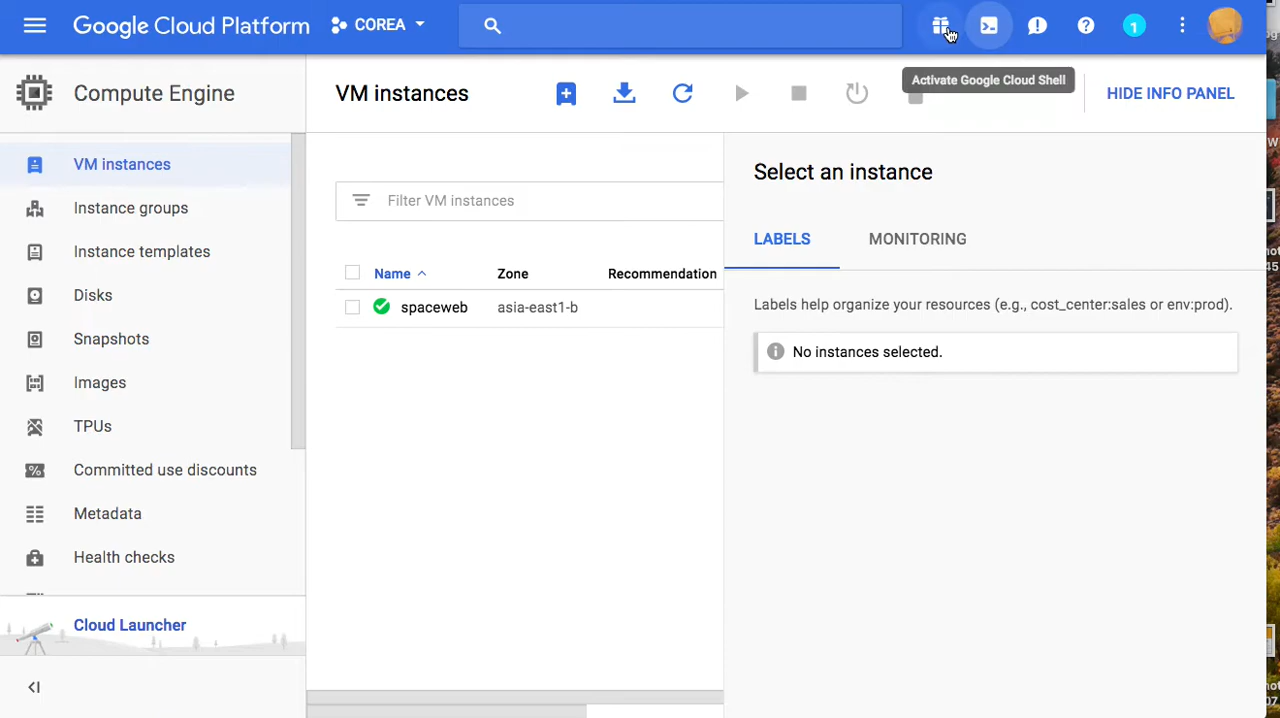 Google Cloud Platform
COREA
1
Activate Google Cloud Shell
Compute Engine
VM instances
HIDE INFO PANEL
VM instances
Instance groups
Instance templates
Disks
Snapshots
Images
TPUs
Committed use discounts
Metadata
Health checks
Cloud Launcher
Filter VM instances
Name
Zone
Recommendation
spaceweb
asia-east1-b
Select an instance
LABELS
MONITORING
Labels help organize your resources (e.g., cost_center:sales or env:prod).
No instances selected.